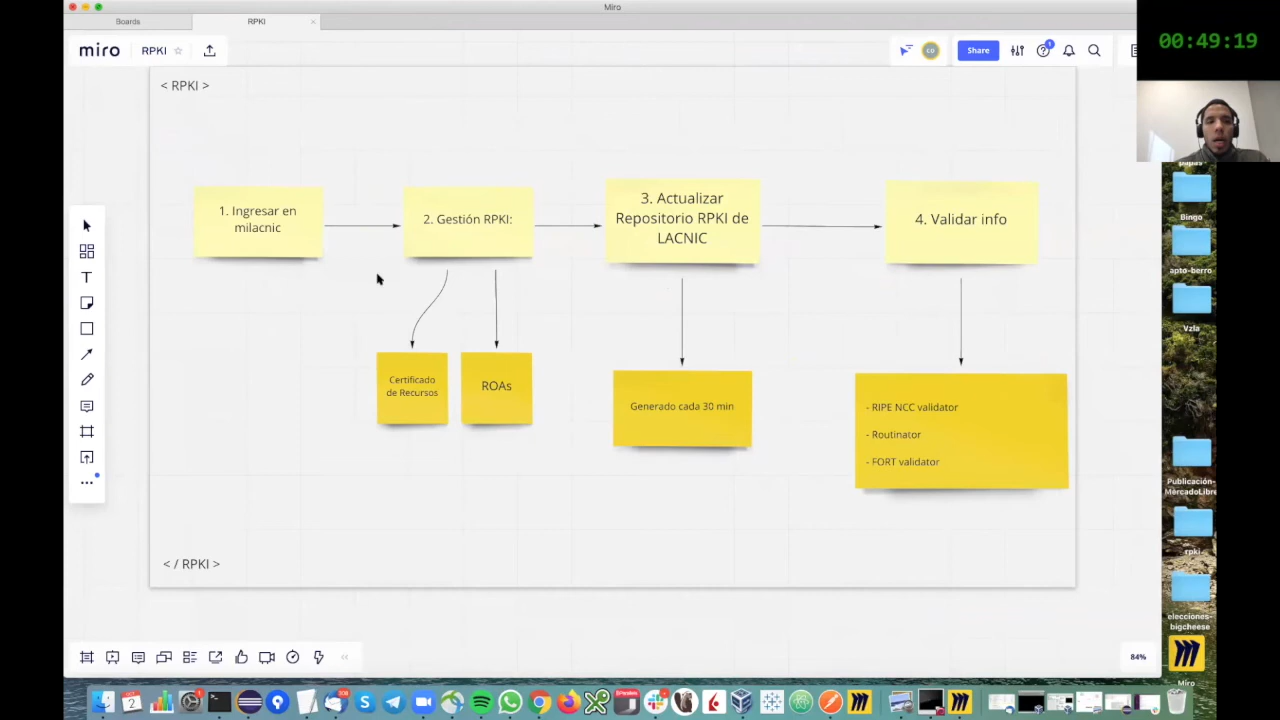 Miro
Boards
RPKI
00:49:19
miro
RPKI
Share
< RPKI >
1. Ingresar en
milacnic
2. Gestión RPKI:
3. Actualizar
Repositorio RPKI de
LACNIC
4. Validar info
Certificado
de Recursos
ROAs
Generado cada 30 min
- RIPE NCC validator
- Routinator
- FORT validator
< / RPKI >
84%
papas-
Bingo
apto-berro
Vzla
Publicación-
MercadoLibre
rpki
elecciones-
bigcheese
Miro